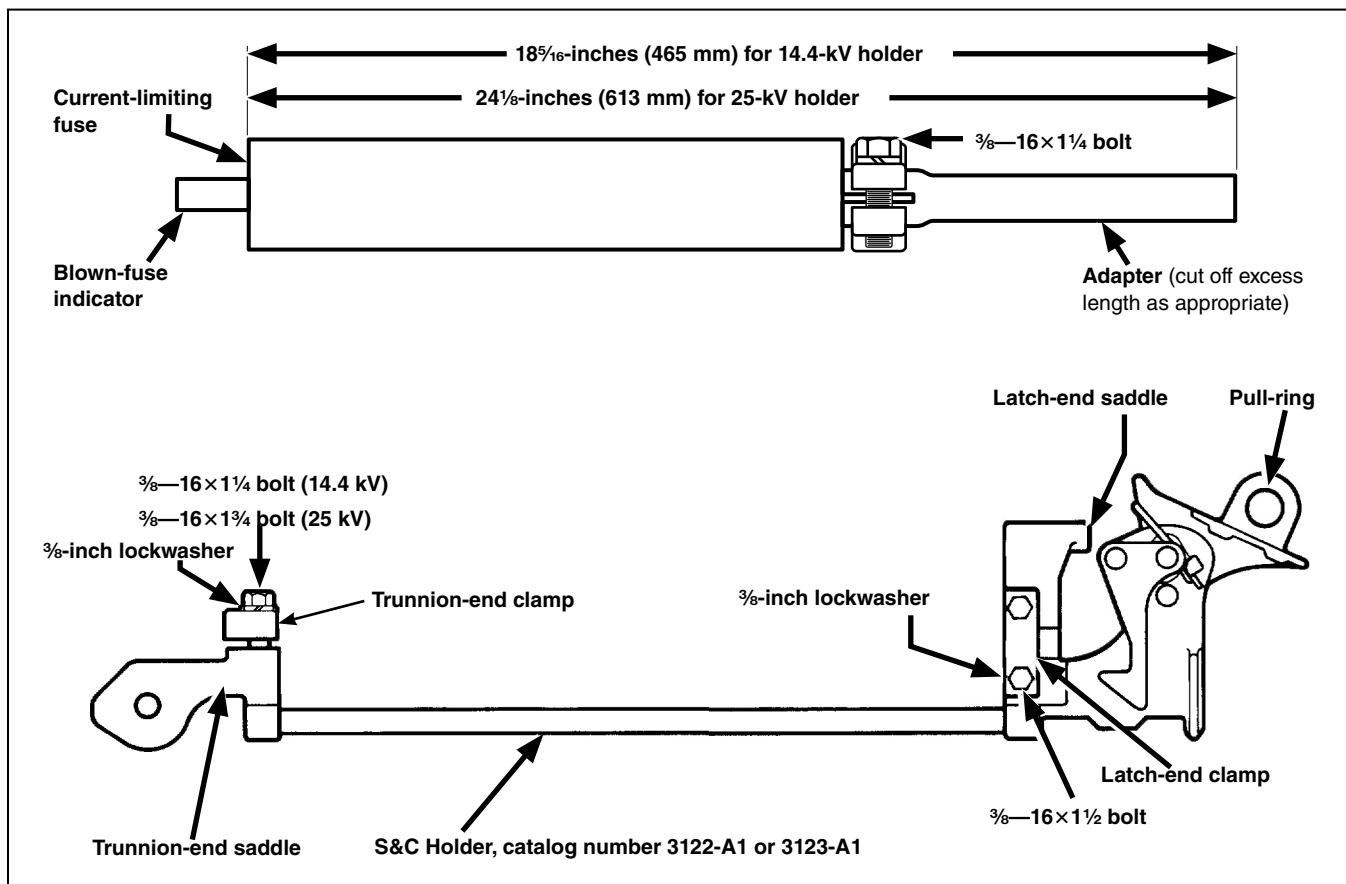 18⁵⁄₁₆-inches (465 mm) for 14.4-kV holder
24⅛-inches (613 mm) for 25-kV holder
Current-limiting
fuse
⅜—16×1¼ bolt
Blown-fuse
indicator
Adapter (cut off excess
length as appropriate)
Latch-end saddle
Pull-ring
⅜—16×1¼ bolt (14.4 kV)
⅜—16×1¾ bolt (25 kV)
⅜-inch lockwasher
Trunnion-end clamp
⅜-inch lockwasher
Latch-end clamp
⅜—16×1½ bolt
Trunnion-end saddle
S&C Holder, catalog number 3122-A1 or 3123-A1